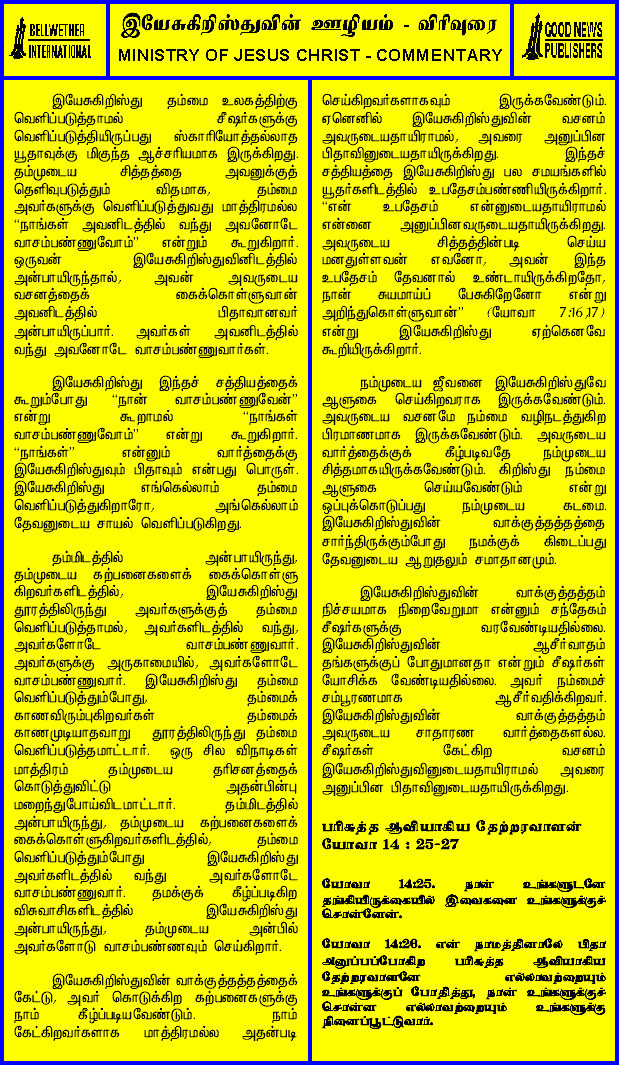 BELLWETHER
INTERNATIONAL
இயேசுகிறிஸ்துவின் ஊழியம் - விரிவுரை
MINISTRY OF JESUS CHRIST - COMMENTARY
GOOD NEWS
PUBLISHERS
இயேசுகிறிஸ்து தம்மை உலகத்திற்கு
வெளிப்படுத்தாமல் சீஷர்களுக்கு
வெளிப்படுத்தியிருப்பது ஸ்காரியோத்தல்லாத
யூதாவுக்கு மிகுந்த ஆச்சரியமாக இருக்கிறது.
தம்முடைய சித்தத்தை அவனுக்குத்
தெளிவுபடுத்தும் விதமாக, தம்மை
அவர்களுக்கு வெளிப்படுத்துவது மாத்திரமல்ல
“நாங்கள் அவனிடத்தில் வந்து அவனோடே
வாசம்பண்ணுவோம்” என்றும் கூறுகிறார்.
ஒருவன் இயேசுகிறிஸ்துவினிடத்தில்
அன்பாயிருந்தால், அவன் அவருடைய
வசனத்தைக் கைக்கொள்ளுவான்
அவனிடத்தில் பிதாவானவர்
அன்பாயிருப்பார். அவர்கள் அவனிடத்தில்
வந்து அவனோடே வாசம்பண்ணுவார்கள்.
இயேசுகிறிஸ்து இந்தச் சத்தியத்தைக்
கூறும்போது “நான் வாசம்பண்ணுவேன்”
என்று கூறாமல் “நாங்கள்
வாசம்பண்ணுவோம்” என்று கூறுகிறார்.
“நாங்கள்” என்னும் வார்த்தைக்கு
இயேசுகிறிஸ்துவும் பிதாவும் என்பது பொருள்.
இயேசுகிறிஸ்து எங்கெல்லாம் தம்மை
வெளிப்படுத்துகிறாரோ, அங்கெல்லாம்
தேவனுடைய சாயல் வெளிப்படுகிறது.
தம்மிடத்தில் அன்பாயிருந்து,
தம்முடைய கற்பனைகளைக் கைக்கொள்ளு
கிறவர்களிடத்தில், இயேசுகிறிஸ்து
தூரத்திலிருந்து அவர்களுக்குத் தம்மை
வெளிப்படுத்தாமல், அவர்களிடத்தில் வந்து,
அவர்களோடே வாசம்பண்ணுவார்.
அவர்களுக்கு அருகாமையில், அவர்களோடே
வாசம்பண்ணுவார். இயேசுகிறிஸ்து தம்மை
வெளிப்படுத்தும்போது, தம்மைக்
காணவிரும்புகிறவர்கள் தம்மைக்
காணமுடியாதவாறு தூரத்திலிருந்து தம்மை
வெளிப்படுத்தமாட்டார். ஒரு சில விநாடிகள்
மாத்திரம் தம்முடைய தரிசனத்தைக்
கொடுத்துவிட்டு அதன்பின்பு
மறைந்துபோய்விடமாட்டார். தம்மிடத்தில்
அன்பாயிருந்து, தம்முடைய கற்பனைகளைக்
கைக்கொள்ளுகிறவர்களிடத்தில், தம்மை
வெளிப்படுத்தும்போது இயேசுகிறிஸ்து
அவர்களிடத்தில் வந்து அவர்களோடே
வாசம்பண்ணுவார். தமக்குக் கீழ்ப்படிகிற
விசுவாசிகளிடத்தில் இயேசுகிறிஸ்து
அன்பாயிருந்து, தம்முடைய அன்பில்
அவர்களோடு வாசம்பண்ணவும் செய்கிறார்.
இயேசுகிறிஸ்துவின் வாக்குத்தத்தத்தைக்
கேட்டு, அவர் கொடுக்கிற கற்பனைகளுக்கு
நாம் கீழ்ப்படியவேண்டும். நாம்
கேட்கிறவர்களாக மாத்திரமல்ல அதன்படி
செய்கிறவர்களாகவும் இருக்கவேண்டும்.
ஏனெனில் இயேசுகிறிஸ்துவின் வசனம்
அவருடையதாயிராமல், அவரை அனுப்பின
பிதாவினுடையதாயிருக்கிறது. இந்தச்
சத்தியத்தை இயேசுகிறிஸ்து பல சமயங்களில்
யூதர்களிடத்தில் உபதேசம்பண்ணியிருக்கிறார்.
“என் உபதேசம் என்னுடையதாயிராமல்
என்னை அனுப்பினவருடையதாயிருக்கிறது.
அவருடைய சித்தத்தின்படி செய்ய
மனதுள்ளவன் எவனோ, அவன் இந்த
உபதேசம் தேவனால் உண்டாயிருக்கிறதோ,
நான் சுயமாய்ப் பேசுகிறேனோ என்று
அறிந்துகொள்ளுவான்” (யோவா 7:16,17)
என்று இயேசுகிறிஸ்து ஏற்கெனவே
கூறியிருக்கிறார்.
நம்முடைய ஜீவனை இயேசுகிறிஸ்துவே
ஆளுகை செய்கிறவராக இருக்கவேண்டும்.
அவருடைய வசனமே நம்மை வழிநடத்துகிற
பிரமாணமாக இருக்கவேண்டும். அவருடைய
வார்த்தைக்குக் கீழ்படிவதே நம்முடைய
சித்தமாகயிருக்கவேண்டும். கிறிஸ்து நம்மை
ஆளுகை செய்யவேண்டும் என்று
ஒப்புக்கொடுப்பது நம்முடைய கடமை.
இயேசுகிறிஸ்துவின் வாக்குத்தத்தத்தை
சார்ந்திருக்கும்போது நமக்குக் கிடைப்பது
தேவனுடைய ஆறுதலும் சமாதானமும்.
இயேசுகிறிஸ்துவின் வாக்குத்தத்தம்
நிச்சயமாக நிறைவேறுமா என்னும் சந்தேகம்
சீஷர்களுக்கு வரவேண்டியதில்லை.
இயேசுகிறிஸ்துவின் ஆசீர்வாதம்
தங்களுக்குப் போதுமானதா என்றும் சீஷர்கள்
யோசிக்க வேண்டியதில்லை. அவர் நம்மைச்
சம்பூரணமாக ஆசீர்வதிக்கிறவர்.
இயேசுகிறிஸ்துவின் வாக்குத்தத்தம்
அவருடைய சாதாரண வார்த்தைகளல்ல.
சீஷர்கள் கேட்கிற வசனம்
இயேசுகிறிஸ்துவினுடையதாயிராமல் அவரை
அனுப்பின பிதாவினுடையதாயிருக்கிறது.
பரிசுத்த ஆவியாகிய தேற்றரவாளன்
யோவா 14 : 25-27
யோவா 14:25. நான் உங்களுடனே
தங்கியிருக்கையில் இவைகளை உங்களுக்குச்
சொன்னேன்.
யோவா 14:26. என் நாமத்தினாலே பிதா
அனுப்பப்போகிற பரிசுத்த ஆவியாகிய
தேற்றரவாளனே எல்லாவற்றையும்
உங்களுக்குப் போதித்து, நான் உங்களுக்குச்
சொன்ன எல்லாவற்றையும் உங்களுக்கு
நினைப்பூட்டுவார்.